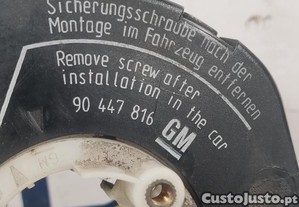 Sicherungsschraube nach der
Montage im Fahrzeug entfernen
Remove screw after
installation in the car
90 447 816 GM
CustoJusto.pt